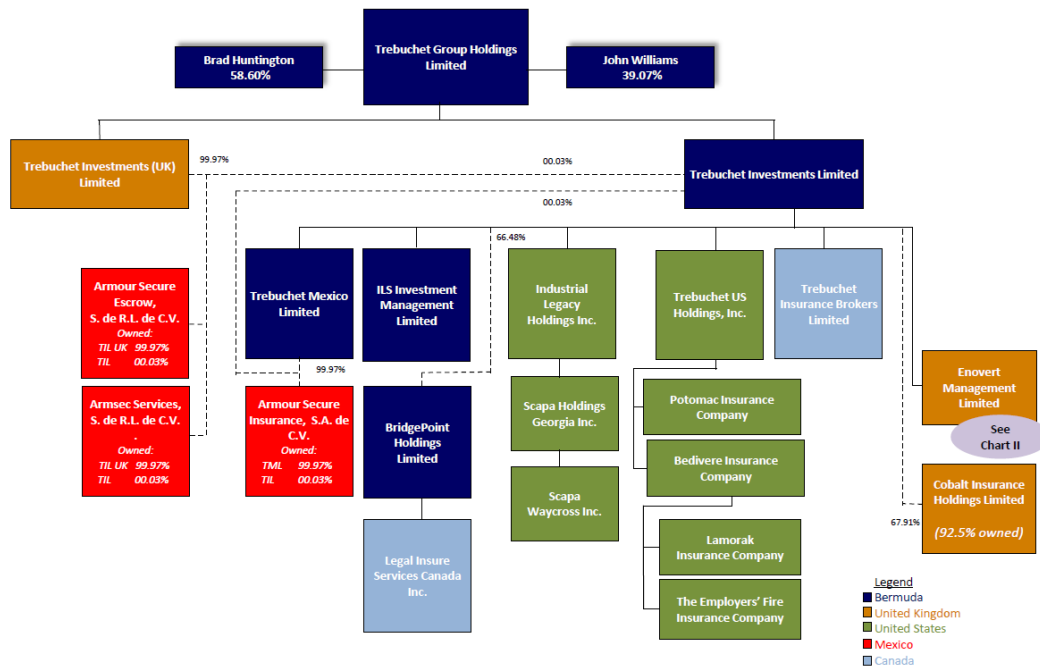 Trebuchet Group Holdings
Limited
Brad Huntington
58.60%
John Williams
39.07%
Trebuchet Investments (UK)
Limited
99.97%
00.03%
00.03%
Trebuchet Investments Limited
66.48%
Armour Secure
Escrow,
S. de R.L. de C.V.
Owned:
TIL UK 99.97%
TIL 00.03%
Trebuchet Mexico
Limited
ILS Investment
Management
Limited
Industrial
Legacy
Holdings Inc.
Trebuchet US
Holdings, Inc.
Trebuchet
Insurance Brokers
Limited
99.97%
Enovert
Management
Limited
See
Chart II
Armsec Services,
S. de R.L. de C.V.
.
Owned:
TIL UK 99.97%
TIL 00.03%
Armour Secure
Insurance, S.A. de
C.V.
Owned:
TML 99.97%
TIL 00.03%
BridgePoint
Holdings
Limited
Scapa Holdings
Georgia Inc.
Potomac Insurance
Company
Bedivere Insurance
Company
Scapa
Waycross Inc.
Cobalt Insurance
Holdings Limited
(92.5% owned)
67.91%
Legal Insure
Services Canada
Inc.
Lamorak
Insurance Company
The Employers' Fire
Insurance Company
Legend
Bermuda
United Kingdom
United States
Mexico
Canada